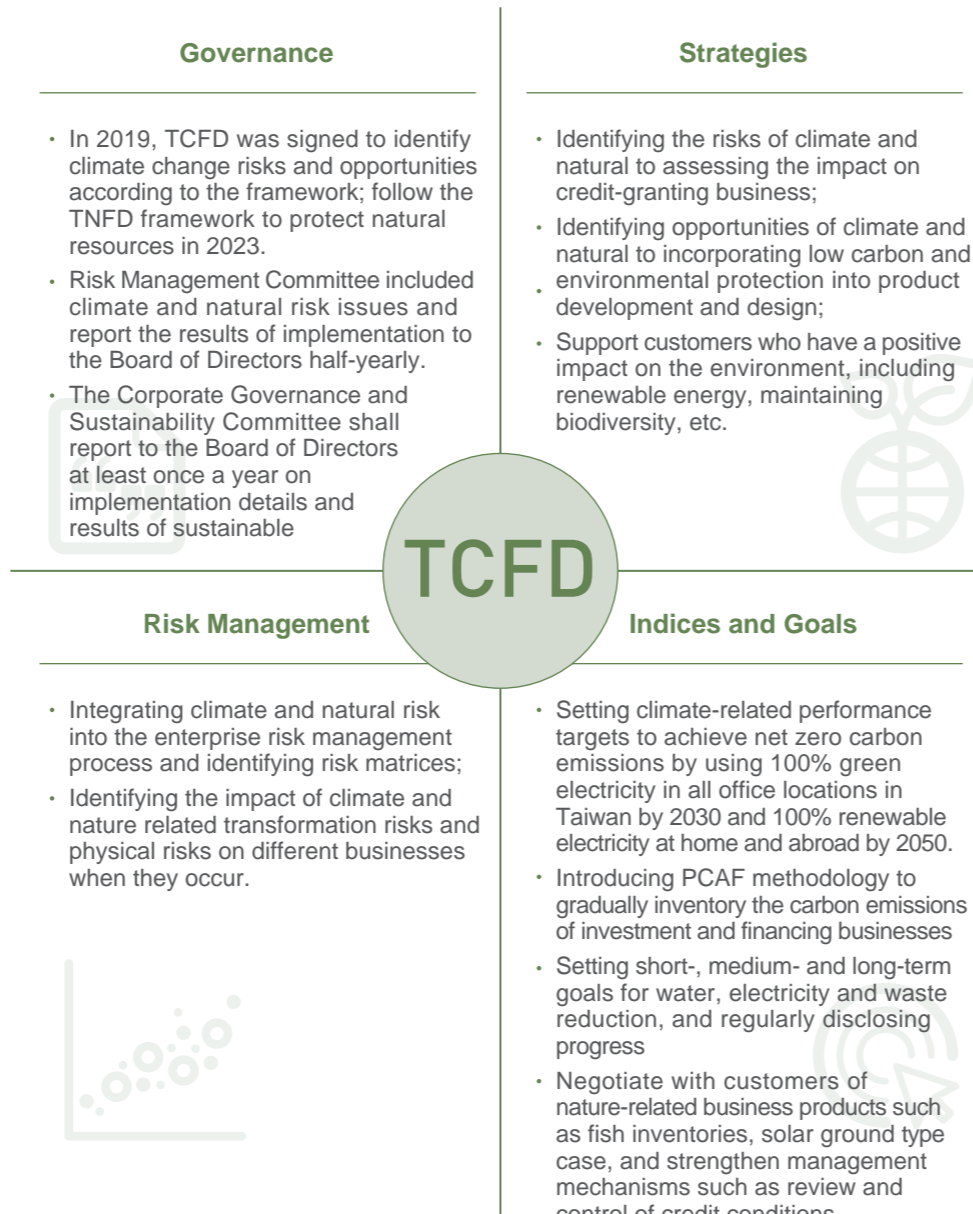 Governance
• In 2019, TCFD was signed to identify
climate change risks and opportunities
according to the framework; follow the
TNFD framework to protect natural
resources in 2023.
• Risk Management Committee included
climate and natural risk issues and
report the results of implementation to
the Board of Directors half-yearly.
• The Corporate Governance and
Sustainability Committee shall
report to the Board of Directors
at least once a year on
implementation details and
results of sustainable
Strategies
• Identifying the risks of climate and
natural to assessing the impact on
credit-granting business;
• Identifying opportunities of climate and
natural to incorporating low carbon and
• environmental protection into product
development and design;
• Support customers who have a positive
impact on the environment, including
renewable energy, maintaining
biodiversity, etc.
TCFD
Risk Management
• Integrating climate and natural risk
into the enterprise risk management
process and identifying risk matrices;
• Identifying the impact of climate and
nature related transformation risks and
physical risks on different businesses
when they occur.
Indices and Goals
• Setting climate-related performance
targets to achieve net zero carbon
emissions by using 100% green
electricity in all office locations in
Taiwan by 2030 and 100% renewable
electricity at home and abroad by 2050.
• Introducing PCAF methodology to
gradually inventory the carbon emissions
of investment and financing businesses
• Setting short-, medium- and long-term
goals for water, electricity and waste
reduction, and regularly disclosing
progress
• Negotiate with customers of
nature-related business products such
as fish inventories, solar ground type
case, and strengthen management
mechanisms such as review and
control of credit conditions